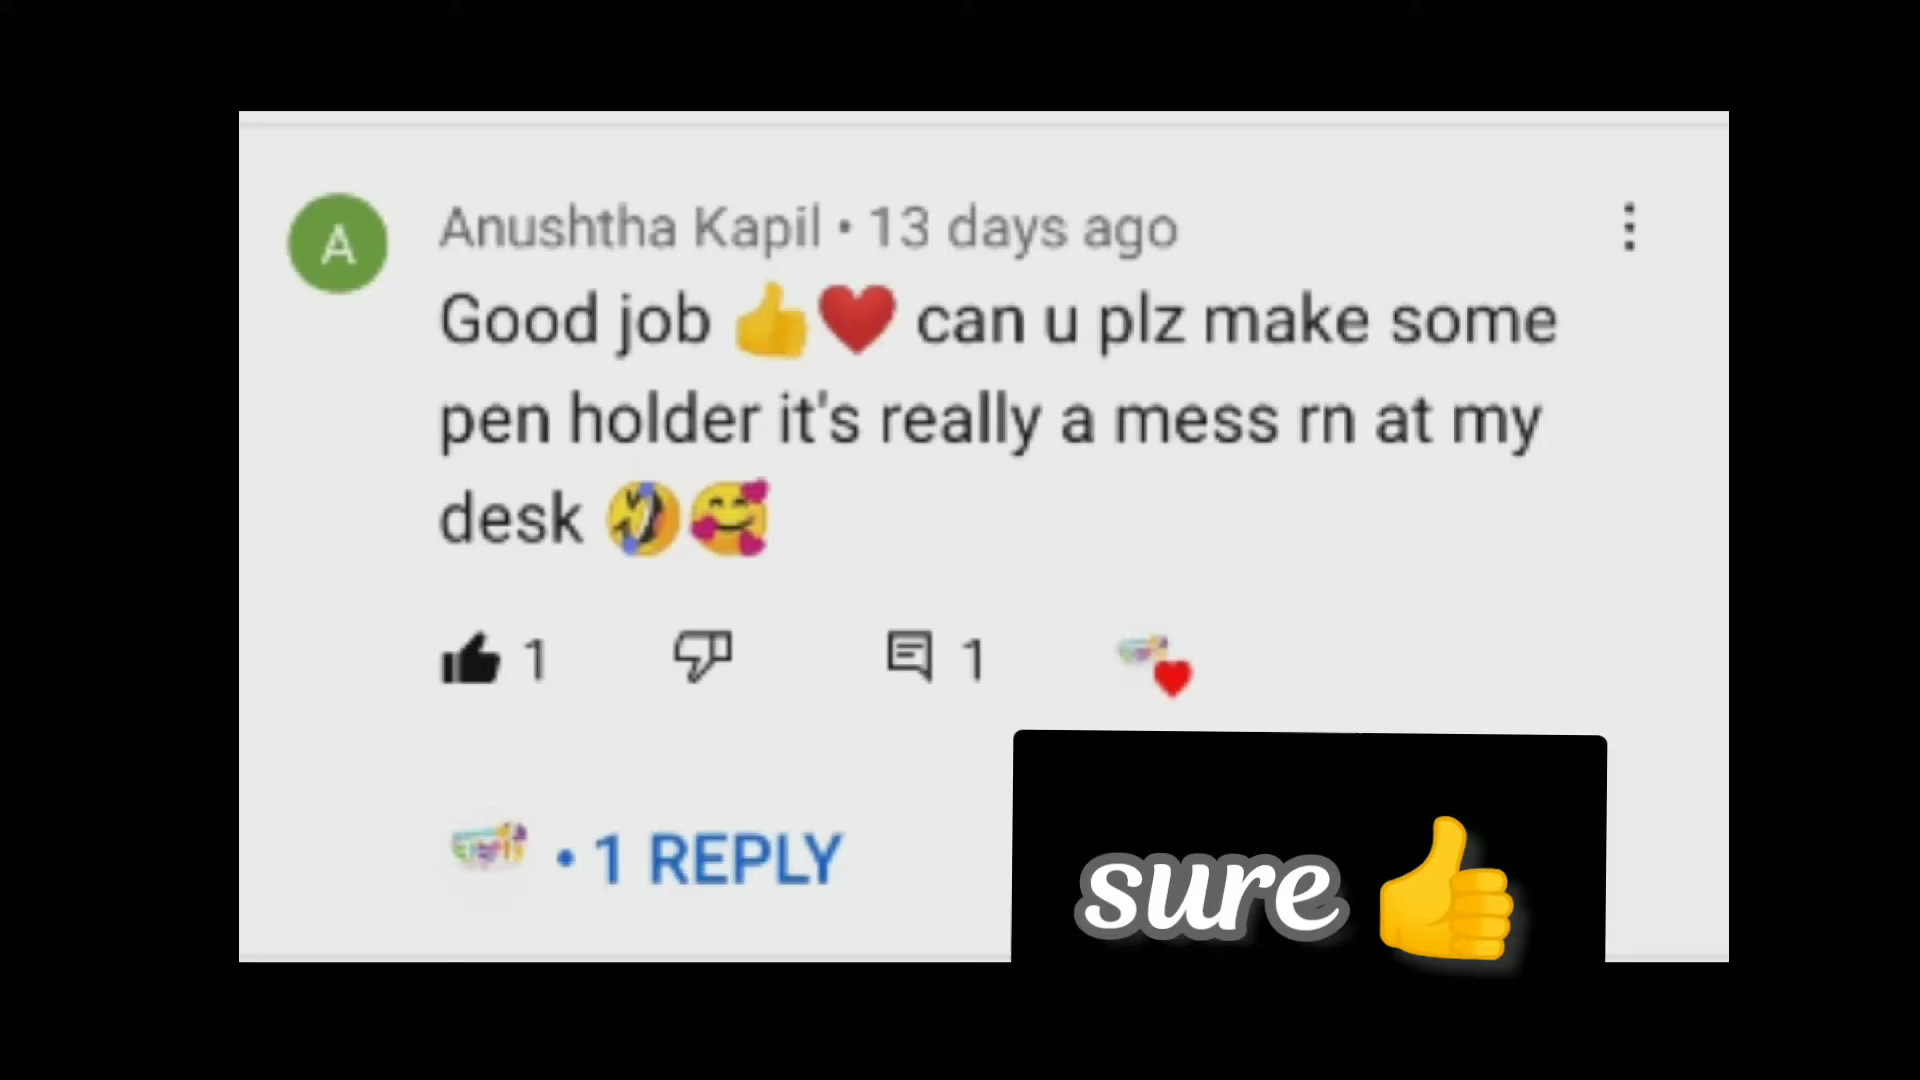 A
Anushtha Kapil • 13 days ago
Good job 👍❤️ can u plz make some
pen holder it's really a mess rn at my
desk 🤣🥰
1 1
• 1 REPLY
sure 👍